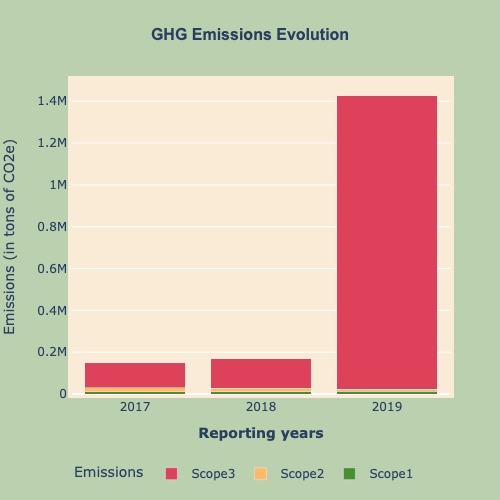 GHG Emissions Evolution
Emissions (in tons of CO2e)
1.4M
1.2M
1M
0.8M
0.6M
0.4M
0.2M
0
2017 2018 2019
Reporting years
Emissions Scope3 Scope2 Scope1